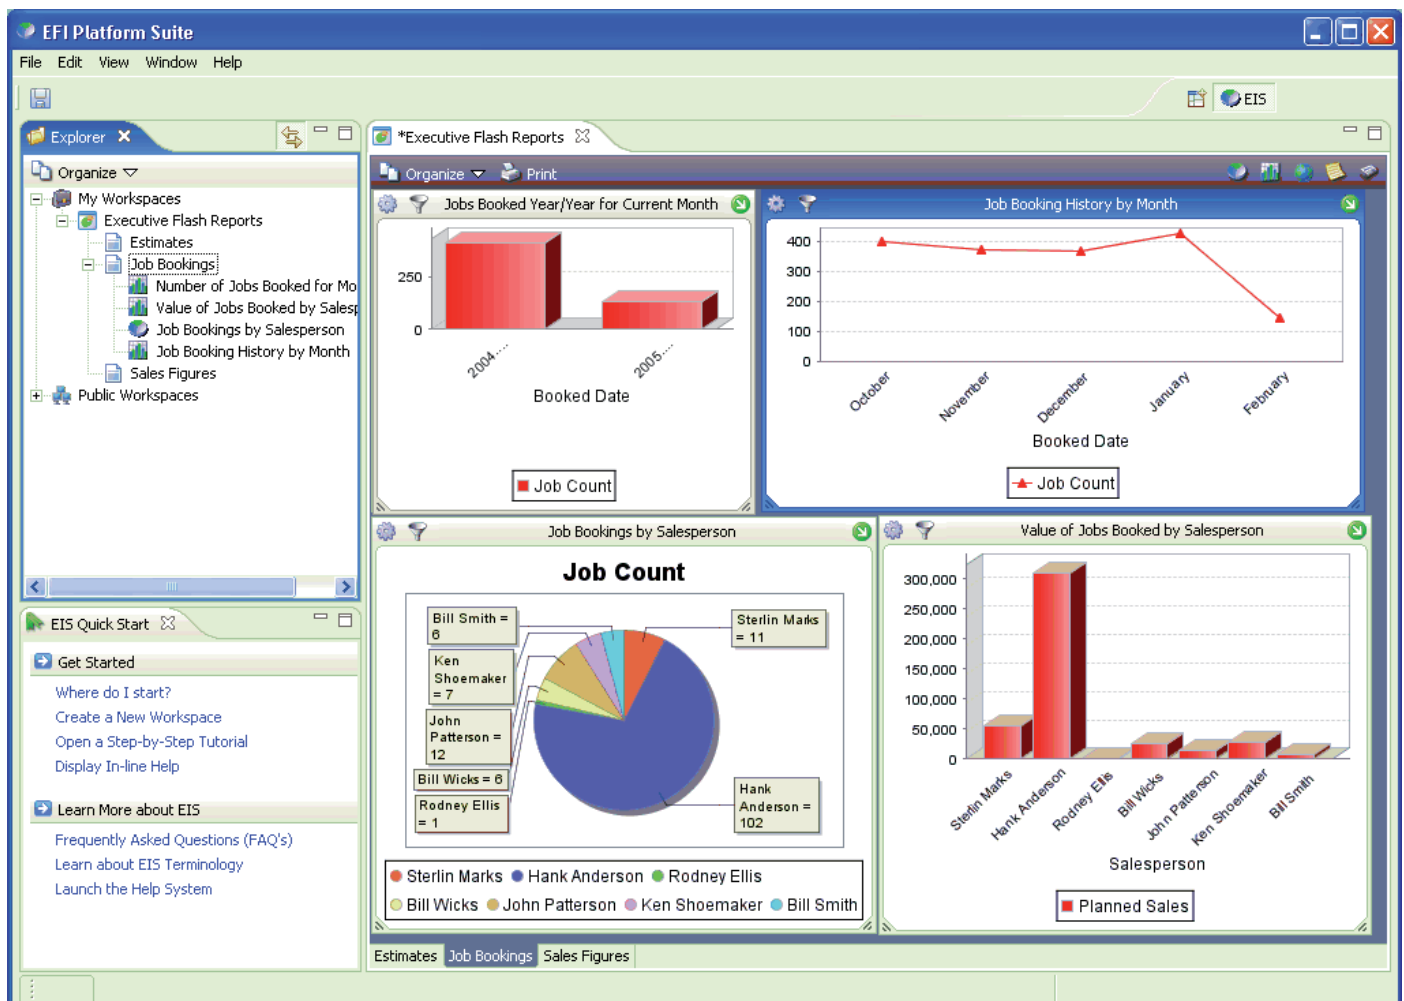 EFI Platform Suite
File Edit View Window Help
EIS
Explorer
Organize
My Workspaces
Executive Flash Reports
Estimates
Job Bookings
Number of Jobs Booked for Mo
Value of Jobs Booked by Salesp
Job Bookings by Salesperson
Job Booking History by Month
Sales Figures
Public Workspaces
EIS Quick Start
Get Started
Where do I start?
Create a New Workspace
Open a Step-by-Step Tutorial
Display In-line Help
Learn More about EIS
Frequently Asked Questions (FAQ's)
Learn about EIS Terminology
Launch the Help System
*Executive Flash Reports
Organize Print
Jobs Booked Year/Year for Current Month
250
0
2004....
2005....
Booked Date
Job Count
Job Booking History by Month
400
300
200
100
0
October
November
December
January
February
Booked Date
Job Count
Job Bookings by Salesperson
Job Count
Bill Smith =
6
Ken
Shoemaker
= 7
John
Patterson =
12
Bill Wicks = 6
Rodney Ellis
= 1
Sterlin Marks
= 11
Hank
Anderson =
102
Sterlin Marks Hank Anderson Rodney Ellis
Bill Wicks John Patterson Ken Shoemaker Bill Smith
Value of Jobs Booked by Salesperson
300,000
250,000
200,000
150,000
100,000
50,000
0
Sterlin Marks
Hank Anderson
Rodney Ellis
Bill Wicks
John Patterson
Ken Shoemaker
Bill Smith
Salesperson
Planned Sales
Estimates Job Bookings Sales Figures